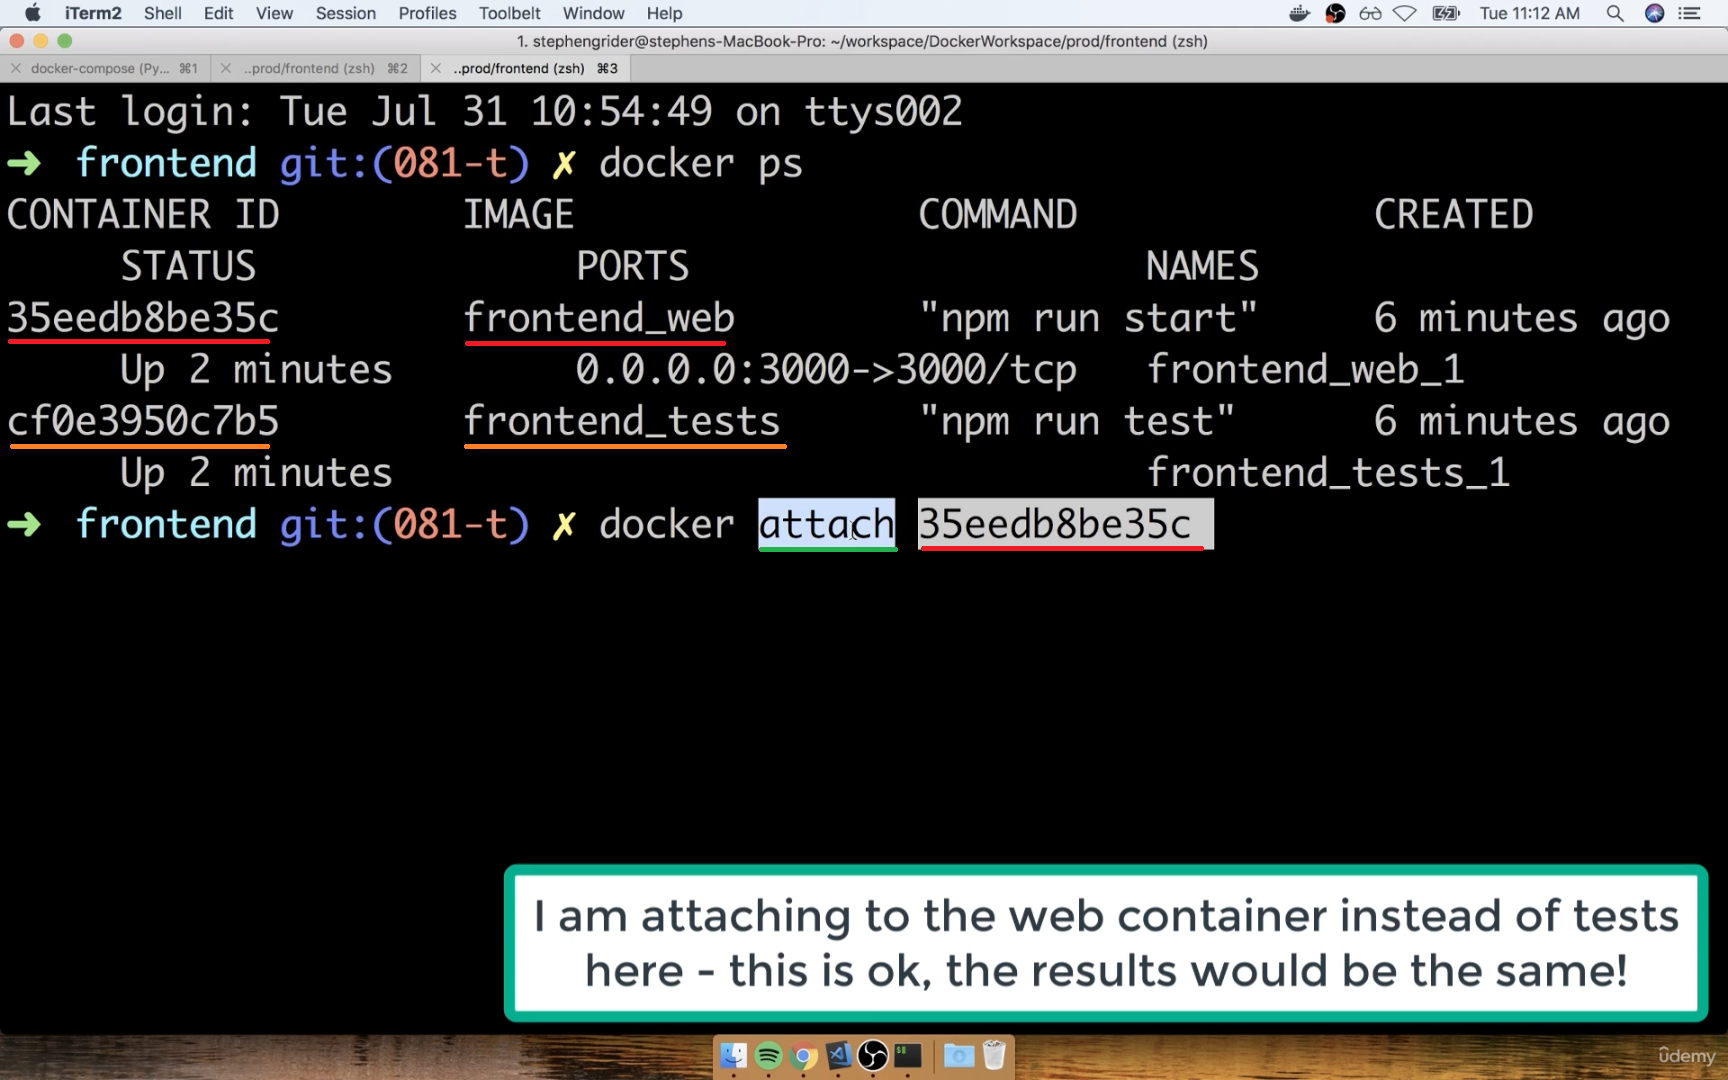 iTerm2 Shell Edit View Session Profiles Toolbelt Window Help Tue 11:12 AM
1. stephengrider@stephens-MacBook-Pro: ~/workspace/DockerWorkspace/prod/frontend (zsh)
docker-compose (Py... ⌘1 ..prod/frontend (zsh) ⌘2 ..prod/frontend (zsh) ⌘3
Last login: Tue Jul 31 10:54:49 on ttys002
➜ frontend git:(081-t) ✗ docker ps
CONTAINER ID IMAGE COMMAND CREATED
STATUS PORTS NAMES
35eedb8be35c frontend_web "npm run start" 6 minutes ago
Up 2 minutes 0.0.0.0:3000->3000/tcp frontend_web_1
cf0e3950c7b5 frontend_tests "npm run test" 6 minutes ago
Up 2 minutes frontend_tests_1
➜ frontend git:(081-t) ✗ docker attach 35eedb8be35c
I am attaching to the web container instead of tests
here - this is ok, the results would be the same!
ûdemy